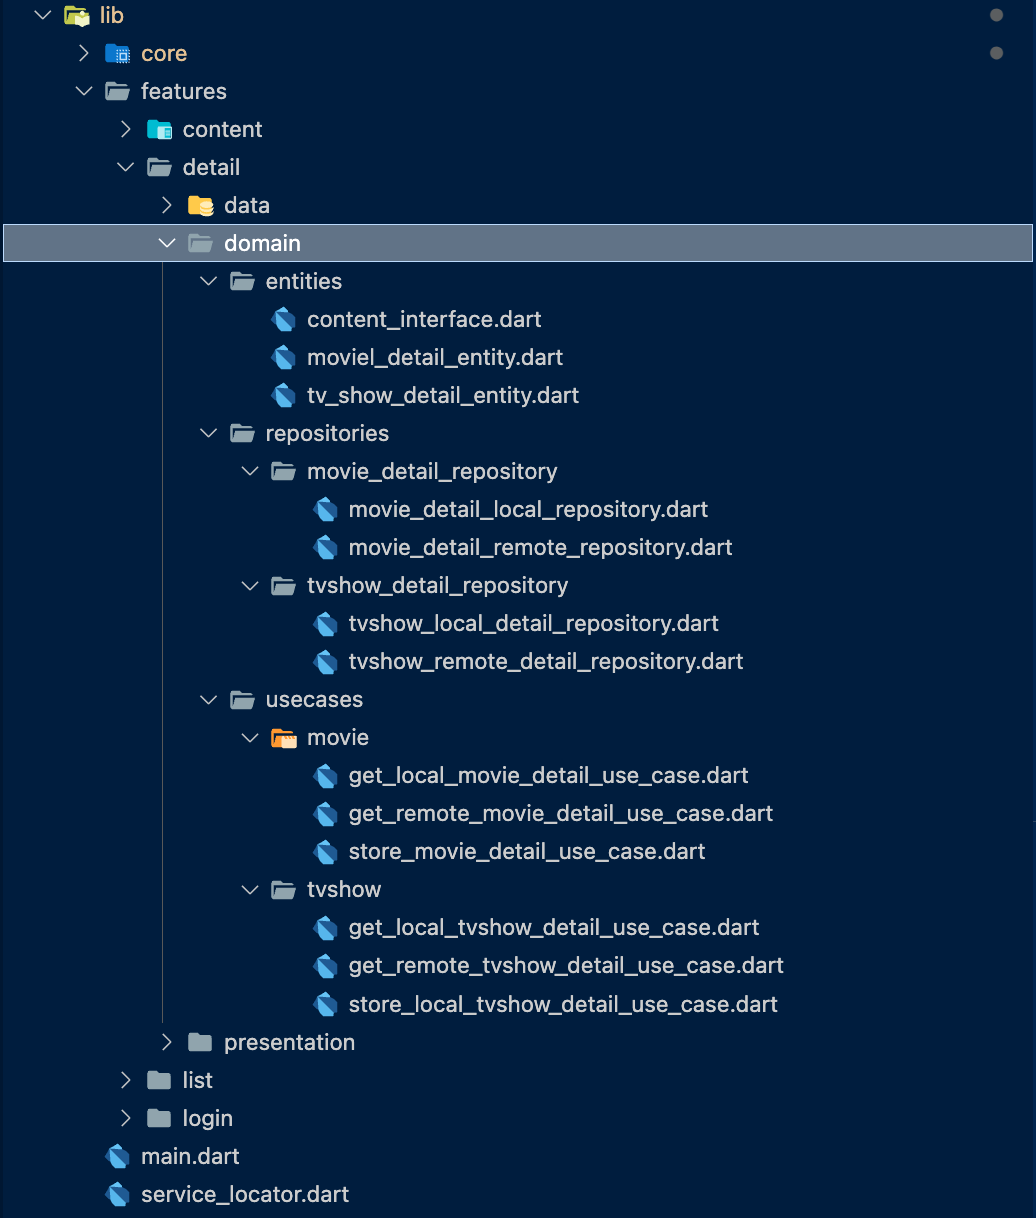 lib
core
features
content
detail
data
domain
entities
content_interface.dart
moviel_detail_entity.dart
tv_show_detail_entity.dart
repositories
movie_detail_repository
movie_detail_local_repository.dart
movie_detail_remote_repository.dart
tvshow_detail_repository
tvshow_local_detail_repository.dart
tvshow_remote_detail_repository.dart
usecases
movie
get_local_movie_detail_use_case.dart
get_remote_movie_detail_use_case.dart
store_movie_detail_use_case.dart
tvshow
get_local_tvshow_detail_use_case.dart
get_remote_tvshow_detail_use_case.dart
store_local_tvshow_detail_use_case.dart
presentation
list
login
main.dart
service_locator.dart